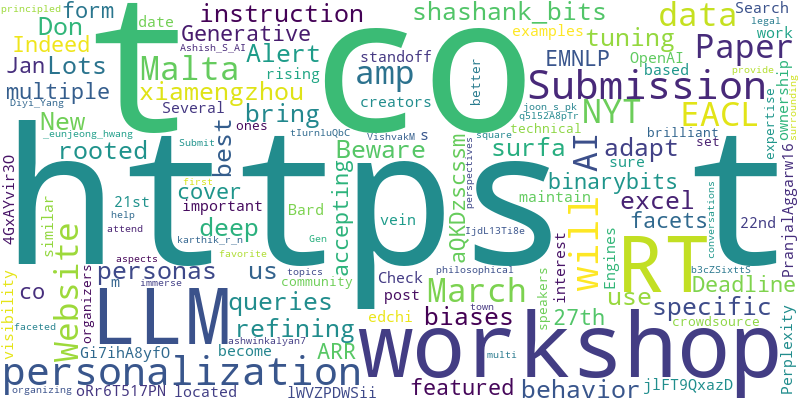 principled
date
form
Don
Indeed
Jan
Lots
multiple
New
rooted
_eunjeong_hwang
Diyi_Yang
t
co
instruction
Generative
Ashish_S_AI
Malta
amp
Alert
rising
xiamengzhou
Several
bring
standoff
creators
shashank_bits
better
Submission
EMNLP
examples
tuning
OpenAI
based
data
Paper
Search
work
legal
provide
ownership
expertise
surrounding
NYT
EACL
joon_s_pk
q5152A8pTr
technical
brilliant
set
sure
adapt
AI
https
t
4GxAYvir3O
similar
Website
21st
help
attend
Submit
first
cover
important
karthik_r_n
best
deep
Gen
favorite
tIurnluQbC
VishvakM
s
Beware
accepting
Bard
vein
aQKDzscssm
square
perspectives
surfa
binarybits
maintain
IjdL13Ti8e
will
excel
facets
22nd
conversations
PranjalAggarw16
co
personas
us
aspects
immerse
queries
topics
community
Check
post
philosophical
March
town
biases
speakers
interest
27th
Engines
use
RT
b3cZSixttS
Deadline
specific
crowdsource
visibility
faceted
organizers
organizing
m
LLM
refining
ashwinkalyan7
Gi7ihA8yfO
become
ARR
edchi
workshop
multi
personalization
oRr6T517PN
located
lWVZPDWSii
featured
behavior
jlFT9QxazD
Perplexity